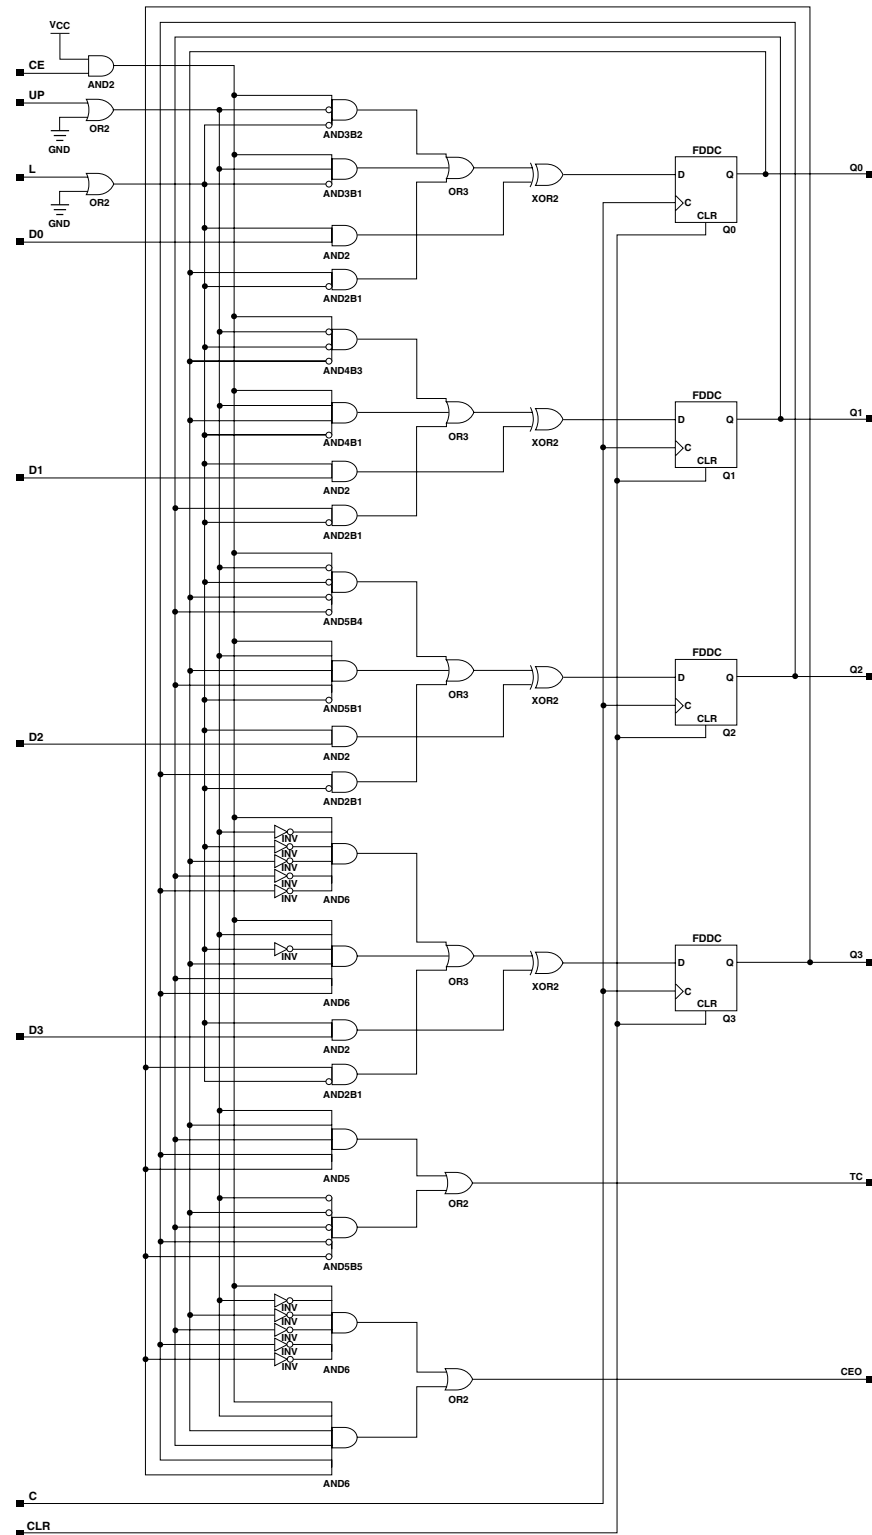 VCC
CE
AND2
UP
OR2
GND
AND3B2
L
OR2
GND
AND3B1
OR3
XOR2
FDDC
D Q
C
CLR
Q0
Q0
D0
AND2
AND2B1
AND4B3
FDDC
D Q
C
CLR
Q1
Q1
OR3
XOR2
AND4B1
D1
AND2
AND2B1
AND5B4
FDDC
D Q
C
CLR
Q2
Q2
OR3
XOR2
AND5B1
D2
AND2
AND2B1
INV
INV
INV
INV
INV
AND6
FDDC
D Q
C
CLR
Q3
Q3
INV
OR3
XOR2
AND6
D3
AND2
AND2B1
AND5
TC
OR2
AND5B5
INV
INV
INV
INV
INV
AND6
CEO
OR2
AND6
C
CLR